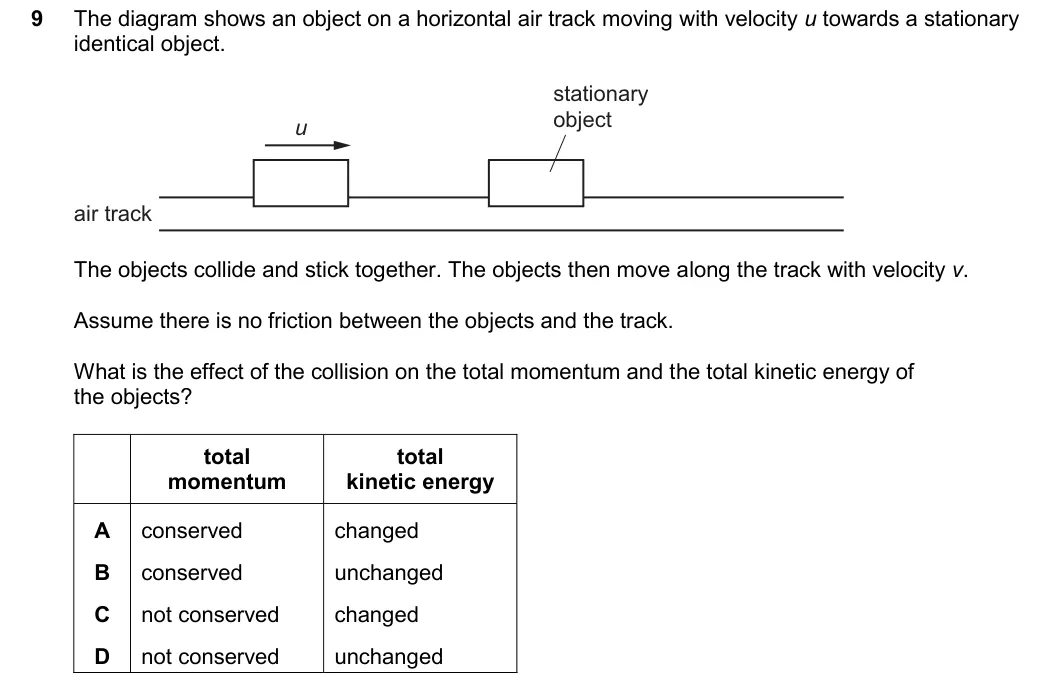 9 The diagram shows an object on a horizontal air track moving with velocity u towards a stationary
identical object.
stationary
object
u
air track
The objects collide and stick together. The objects then move along the track with velocity v.
Assume there is no friction between the objects and the track.
What is the effect of the collision on the total momentum and the total kinetic energy of
the objects?
total momentum total kinetic energy
A conserved changed
B conserved unchanged
C not conserved changed
D not conserved unchanged